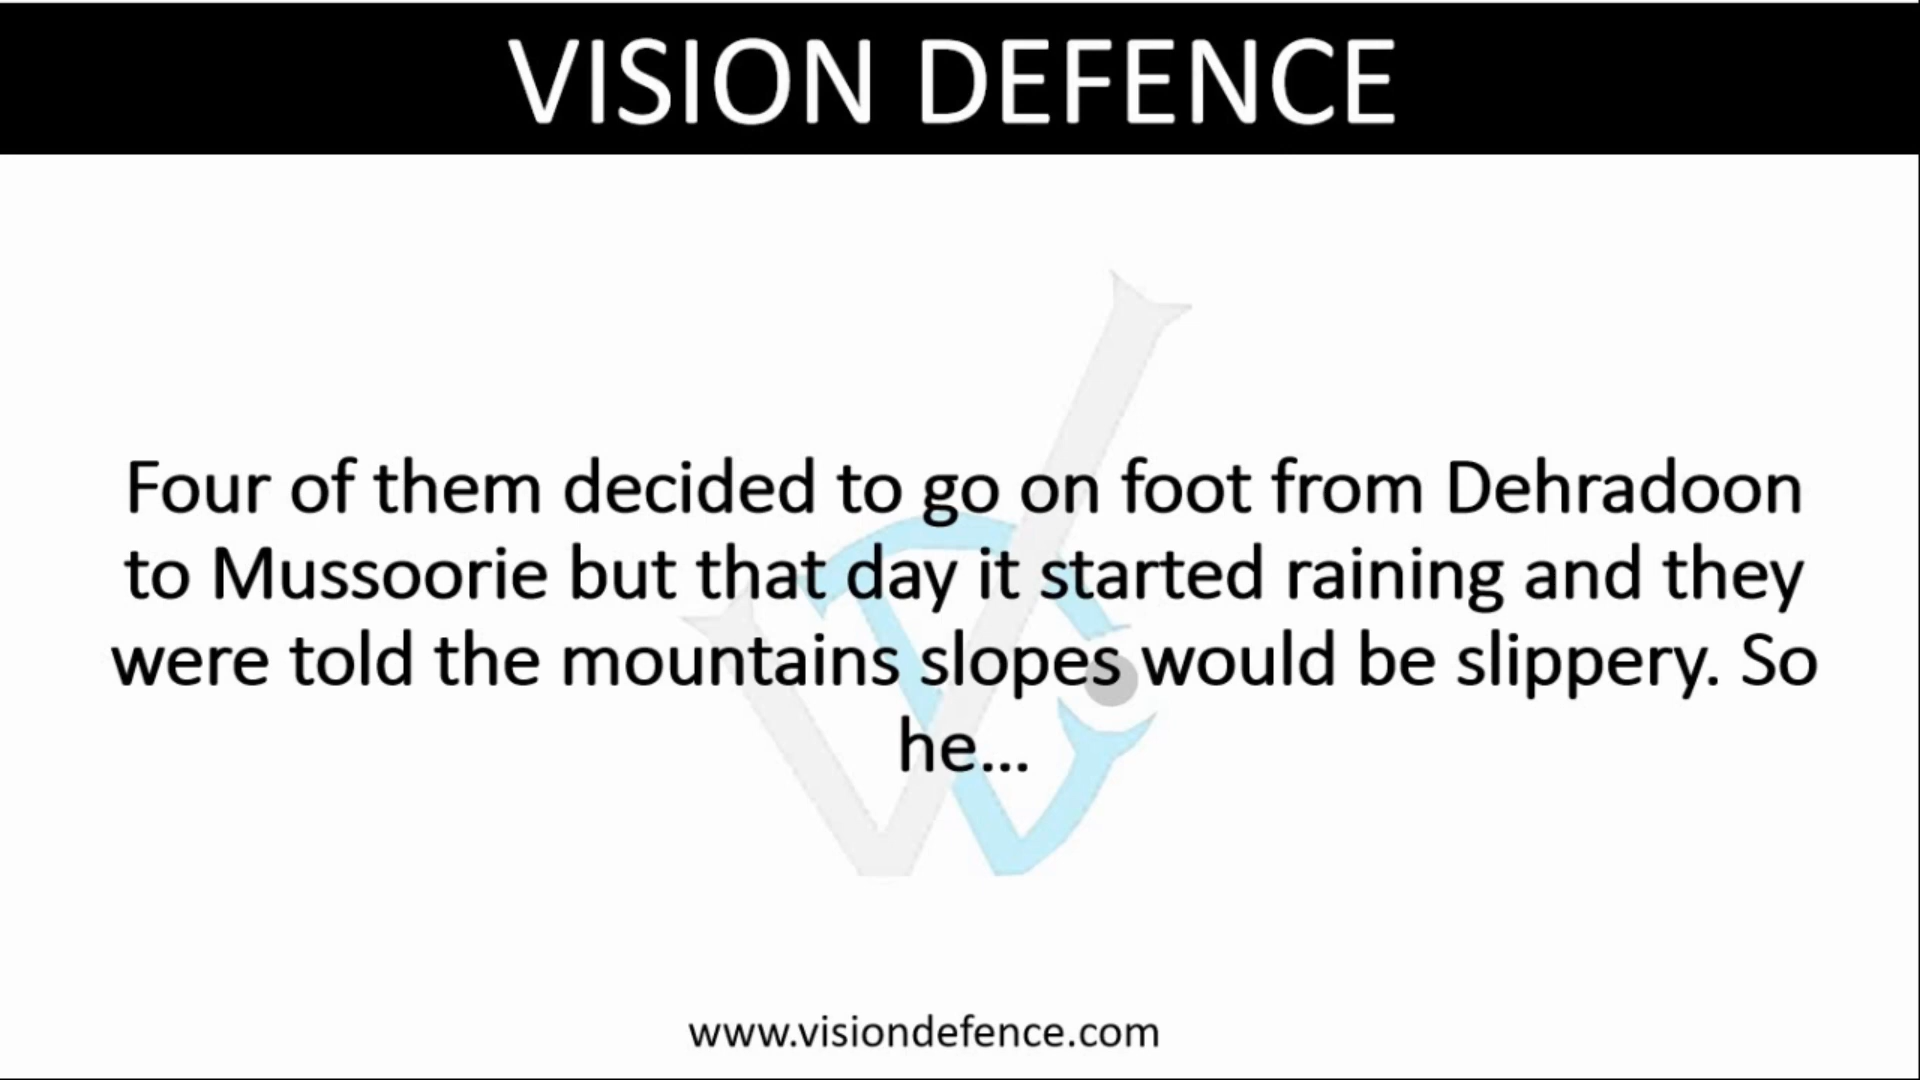 VISION DEFENCE
Four of them decided to go on foot from Dehradoon
to Mussoorie but that day it started raining and they
were told the mountains slopes would be slippery. So
he...
www.visiondefence.com